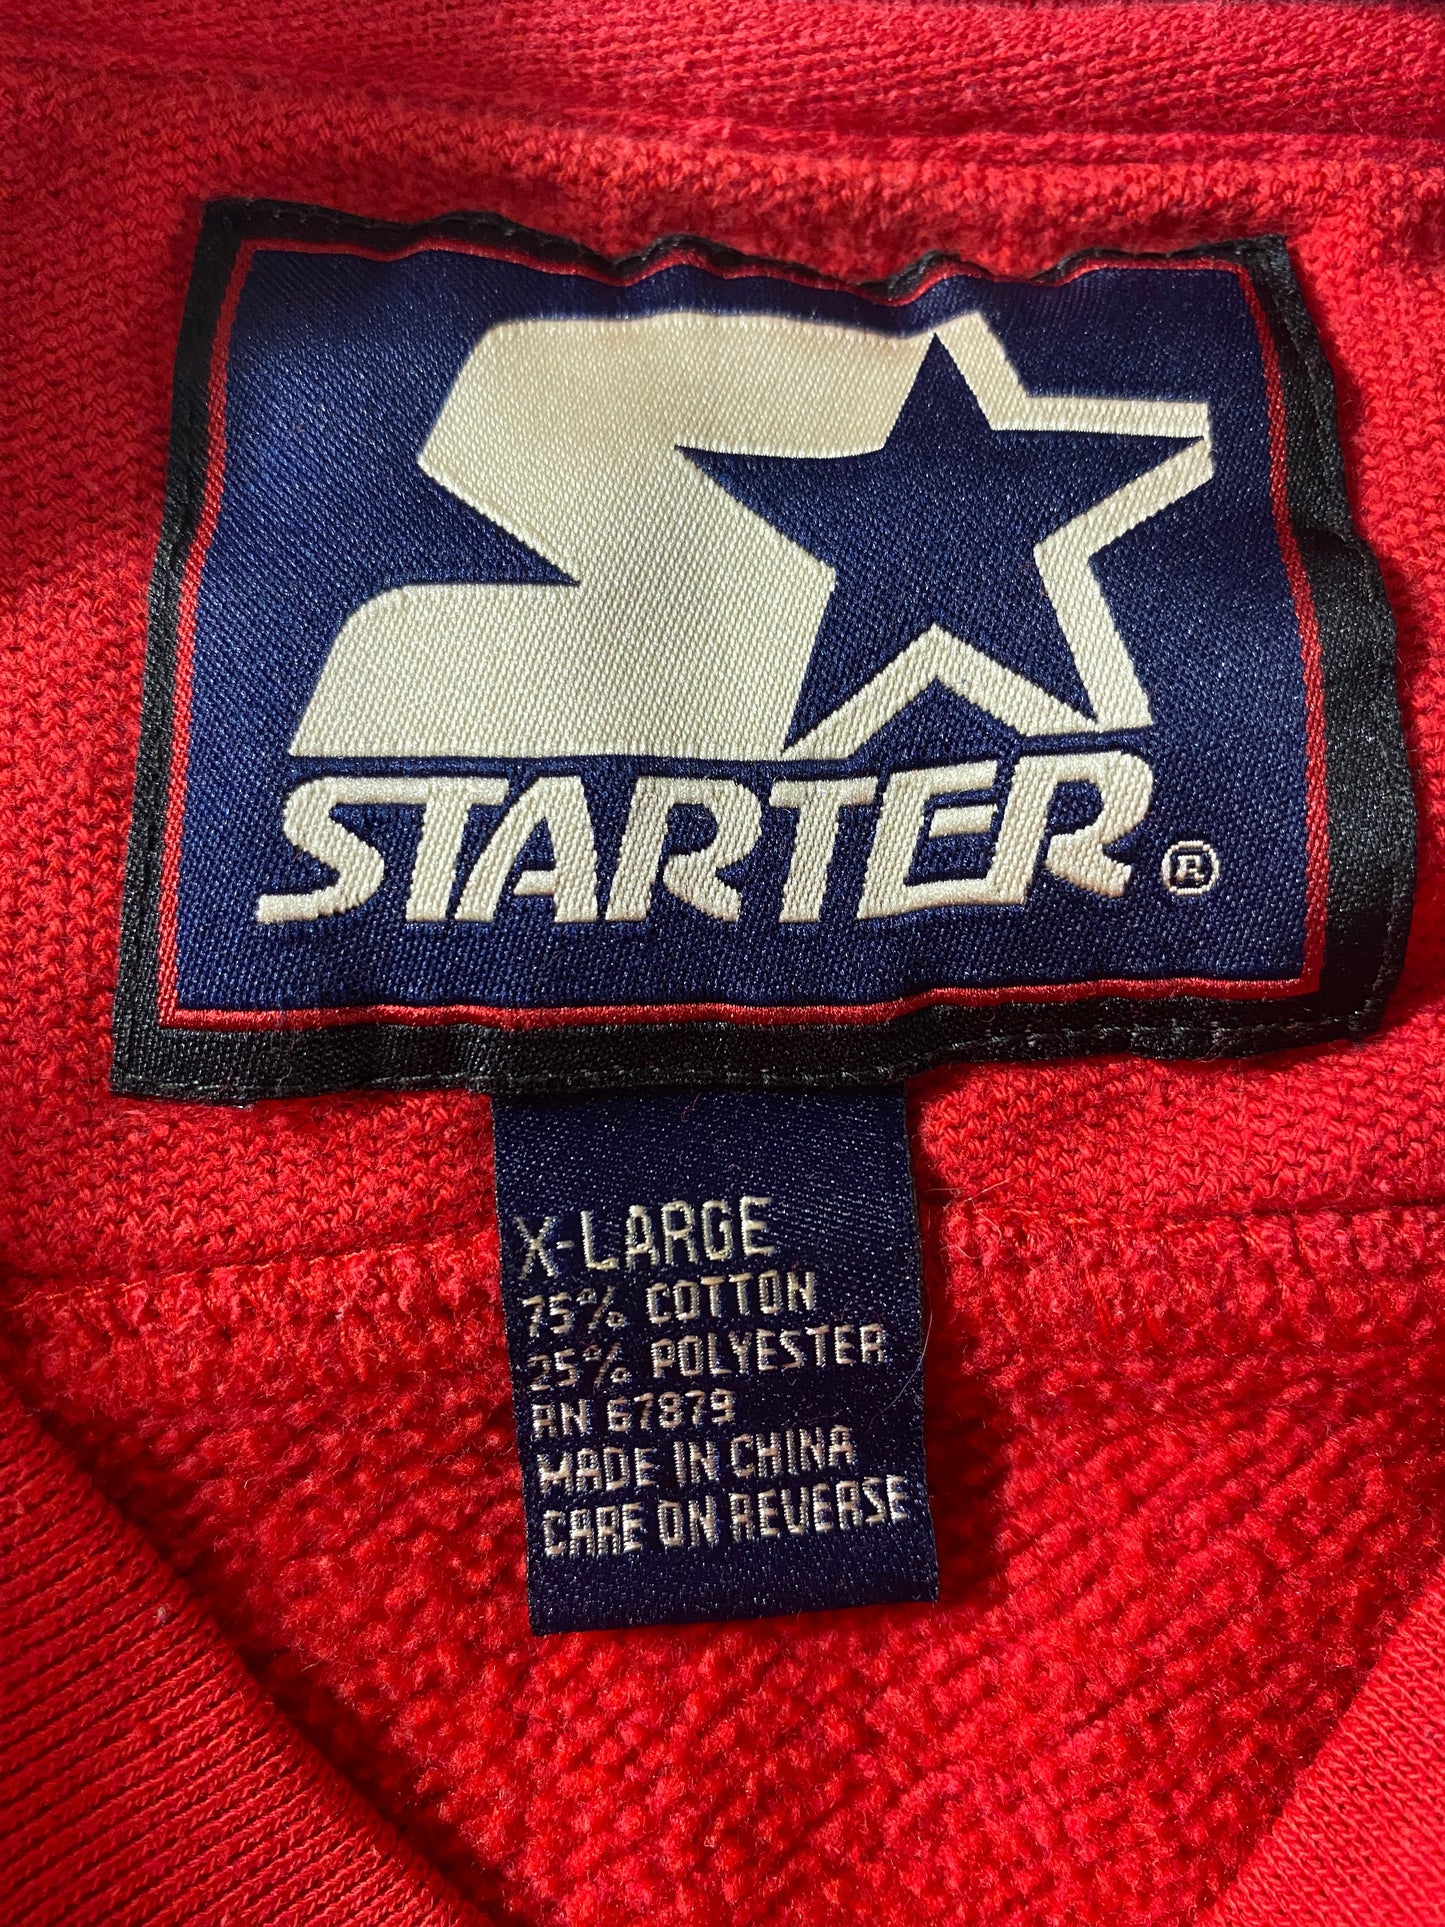 STARTER®
X-LARGE
75% COTTON
25% POLYESTER
RN 67879
MADE IN CHINA
CARE ON REVERSE